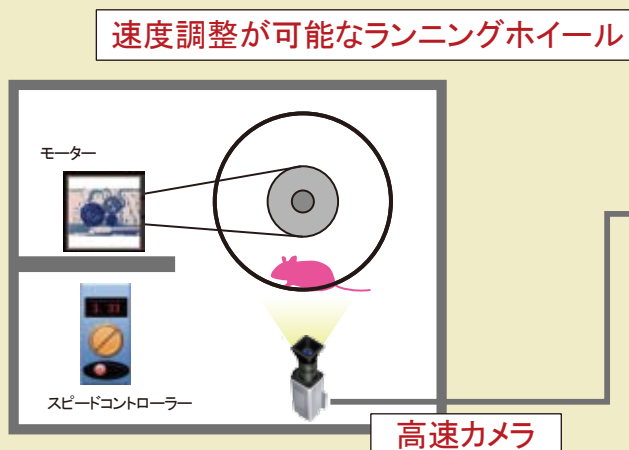 速度調整が可能なランニングホイール
モーター
スピードコントローラー
高速カメラ